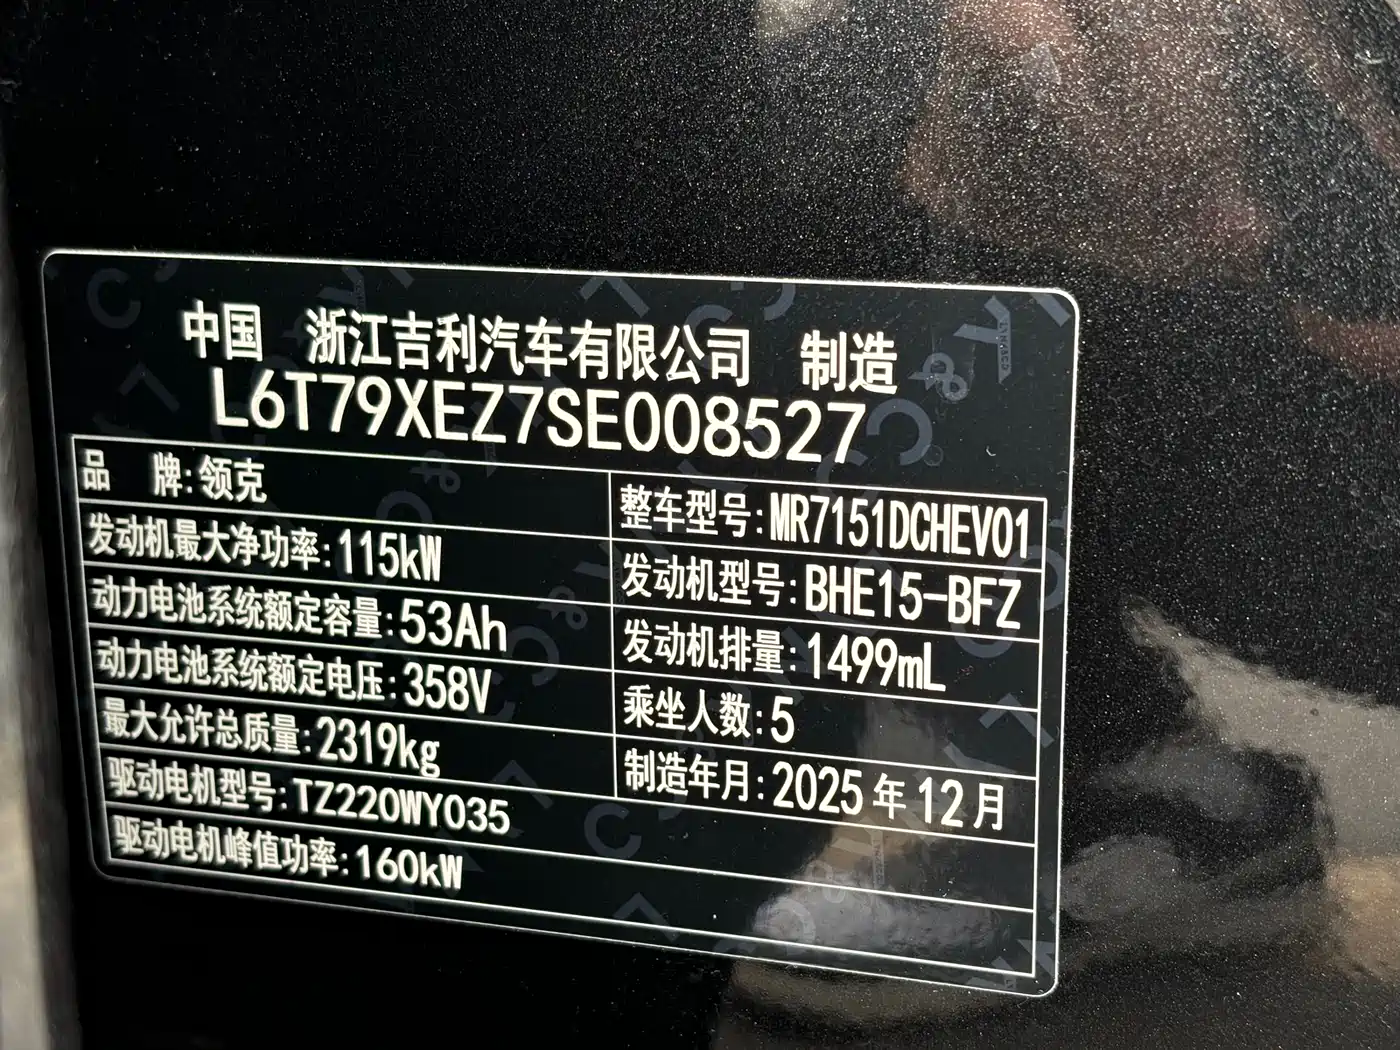 中国 浙江吉利汽车有限公司 制造
L6T79XEZ7SE008527
品 牌:领克
整车型号:MR7151DCHEV01
发动机最大净功率:115kW
发动机型号:BHE15-BFZ
动力电池系统额定容量:53Ah
发动机排量:1499mL
动力电池系统额定电压:358V
乘坐人数:5
最大允许总质量:2319kg
制造年月:2025年12月
驱动电机型号:TZ220WY035
驱动电机峰值功率:160kW